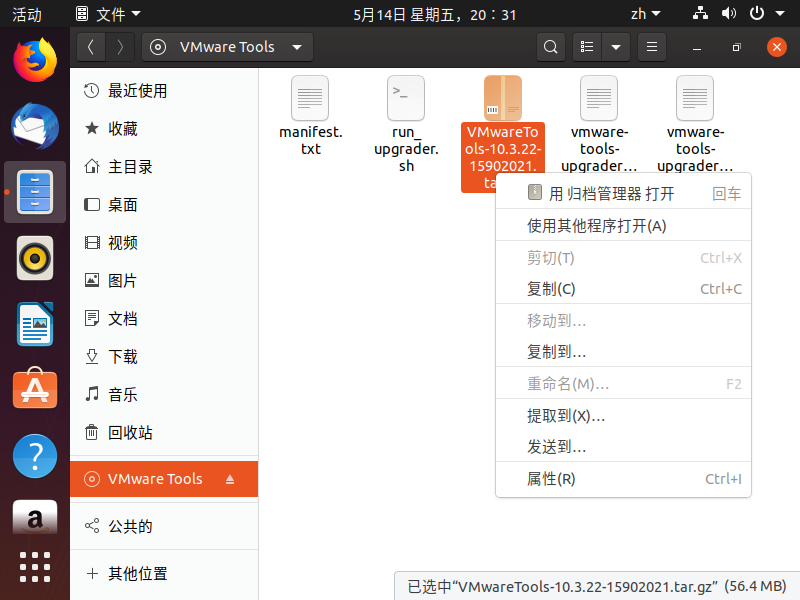 活动
文件
5月14日 星期五，20：31
zh
VMware Tools
最近使用
收藏
主目录
桌面
视频
图片
文档
下载
音乐
回收站
VMware Tools
公共的
其他位置
manifest.
txt
run_
upgrader.
sh
VMwareTo
ols-10.3.22-
15902021.
ta
vmware-
tools-
upgrader…
vmware-
tools-
upgrader…
用 归档管理器 打开 回车
使用其他程序打开(A)
剪切(T) Ctrl+X
复制(C) Ctrl+C
移动到…
复制到…
重命名(M)… F2
提取到(X)…
发送到…
属性(R) Ctrl+I
已选中“VMwareTools-10.3.22-15902021.tar.gz” (56.4 MB)